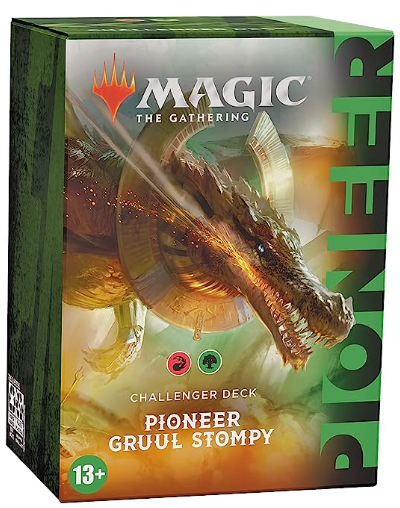 MAGIC
THE GATHERING
PIONEER
CHALLENGER DECK
PIONEER
GRUUL STOMPY
13+